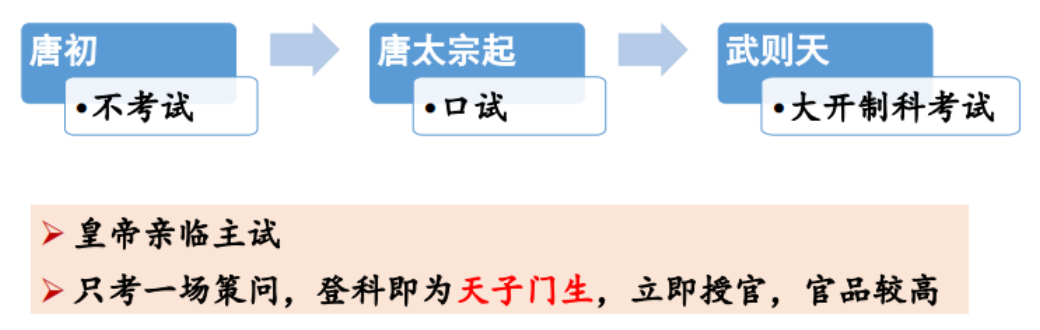 唐初
•不考试
唐太宗起
•口试
武则天
•大开制科考试
➢皇帝亲临主试
➢只考一场策问，登科即为天子门生，立即授官，官品较高